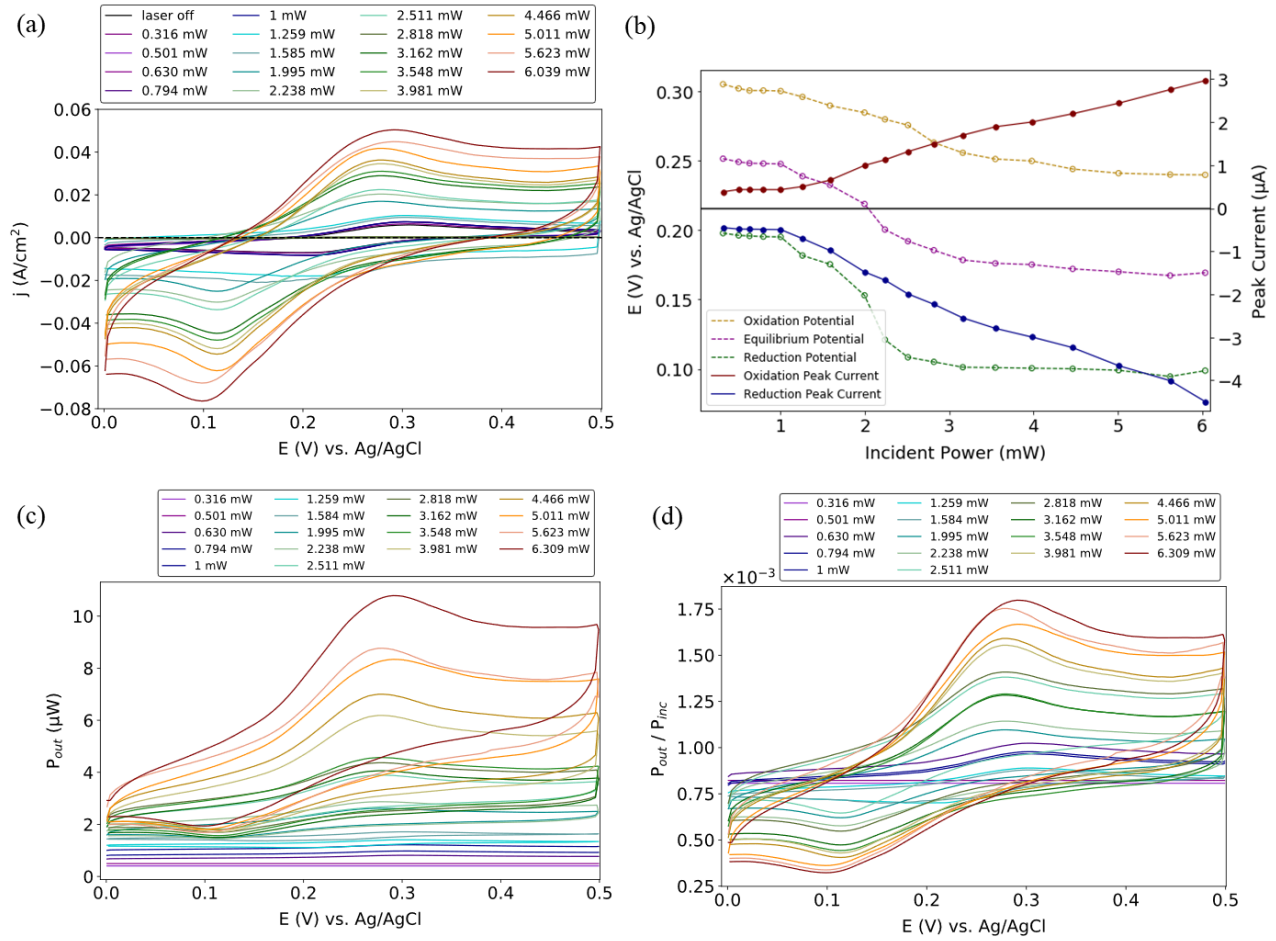 (a)
laser off 1 mW 2.511 mW 4.466 mW
0.316 mW 1.259 mW 2.818 mW 5.011 mW
0.501 mW 1.585 mW 3.162 mW 5.623 mW
0.630 mW 1.995 mW 3.548 mW 6.039 mW
0.794 mW 2.238 mW 3.981 mW
0.06
0.04
0.02
0.00
−0.02
−0.04
−0.06
−0.08
j (A/cm²)
0.0 0.1 0.2 0.3 0.4 0.5
E (V) vs. Ag/AgCl
(b)
0.30
0.25
0.20
0.15
0.10
E (V) vs. Ag/AgCl
3
2
1
0
−1
−2
−3
−4
Peak Current (μA)
Oxidation Potential
Equilibrium Potential
Reduction Potential
Oxidation Peak Current
Reduction Peak Current
1 2 3 4 5 6
Incident Power (mW)
(c)
0.316 mW 1.259 mW 2.818 mW 4.466 mW
0.501 mW 1.584 mW 3.162 mW 5.011 mW
0.630 mW 1.995 mW 3.548 mW 5.623 mW
0.794 mW 2.238 mW 3.981 mW 6.309 mW
1 mW 2.511 mW
10
8
6
4
2
0
P_out (μW)
0.0 0.1 0.2 0.3 0.4 0.5
E (V) vs. Ag/AgCl
(d)
0.316 mW 1.259 mW 2.818 mW 4.466 mW
0.501 mW 1.584 mW 3.162 mW 5.011 mW
0.630 mW 1.995 mW 3.548 mW 5.623 mW
0.794 mW 2.238 mW 3.981 mW 6.309 mW
1 mW 2.511 mW
×10⁻³
1.75
1.50
1.25
1.00
0.75
0.50
0.25
P_out / P_inc
0.0 0.1 0.2 0.3 0.4 0.5
E (V) vs. Ag/AgCl